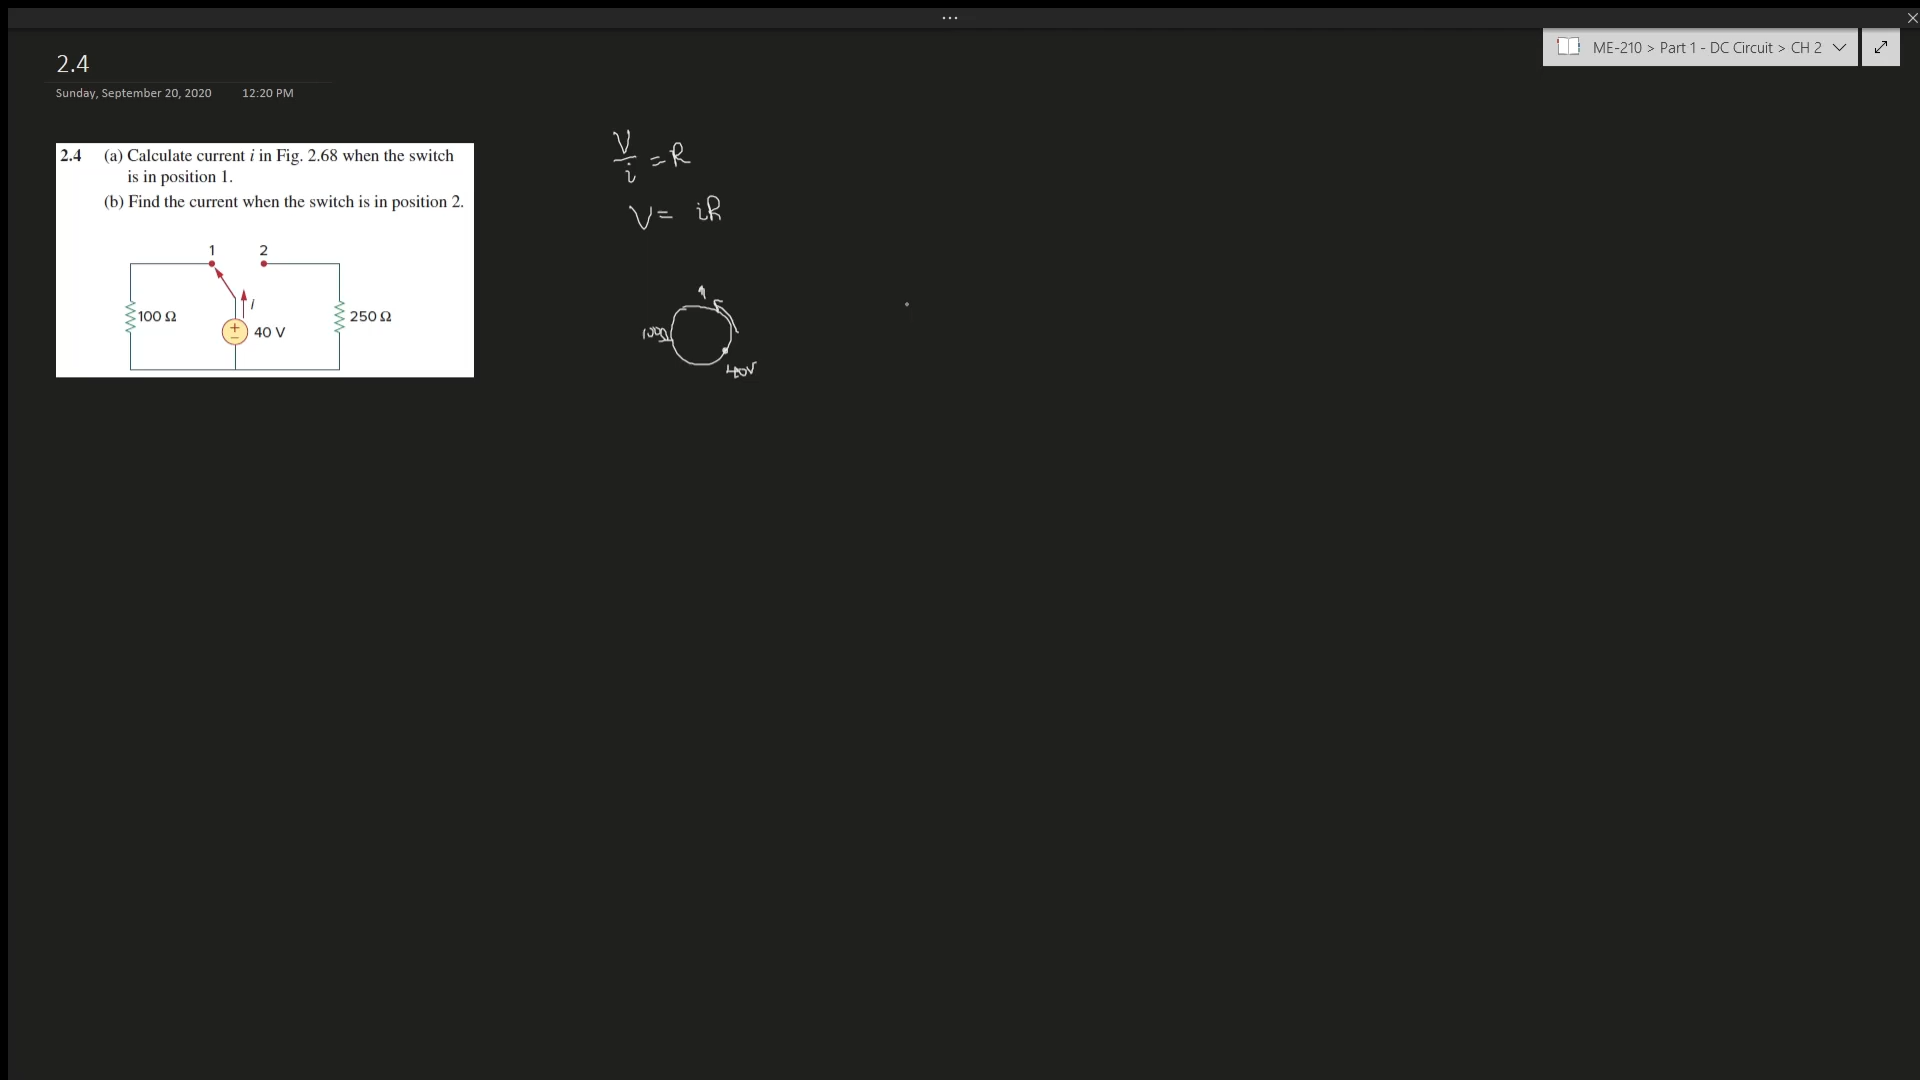 ...
ME-210 > Part 1 - DC Circuit > CH 2
2.4
Sunday, September 20, 2020 12:20 PM
2.4 (a) Calculate current i in Fig. 2.68 when the switch
is in position 1.
(b) Find the current when the switch is in position 2.
1 2
i
100 Ω
+
−
40 V
250 Ω
V/i = R
V = iR
100Ω
40V